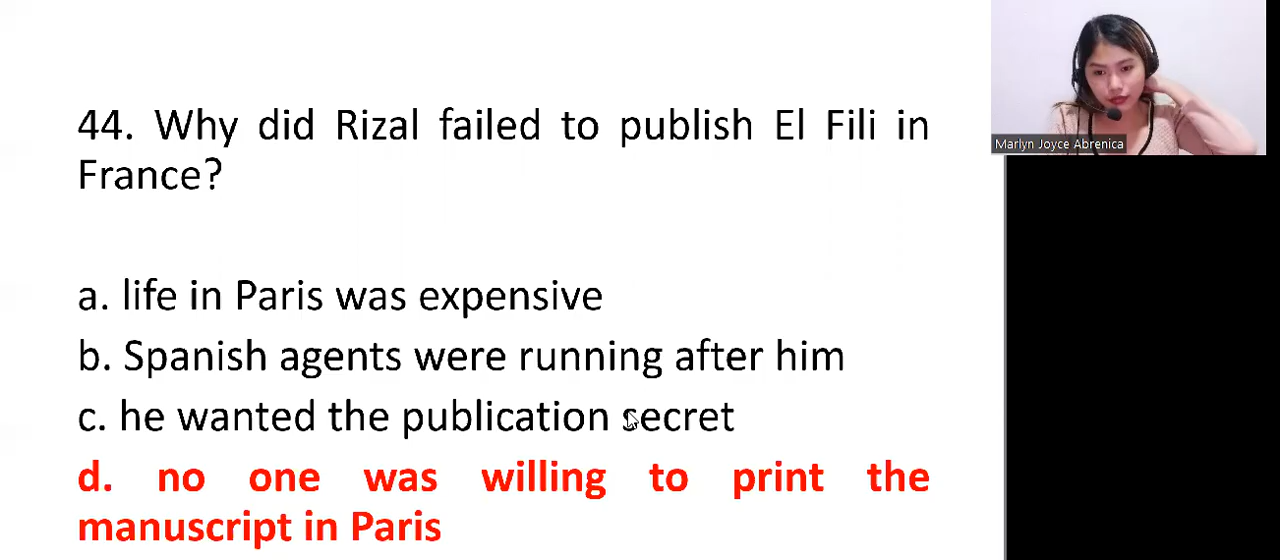 44. Why did Rizal failed to publish El Fili in
France?
a. life in Paris was expensive
b. Spanish agents were running after him
c. he wanted the publication secret
d. no one was willing to print the
manuscript in Paris
Marlyn Joyce Abrenica